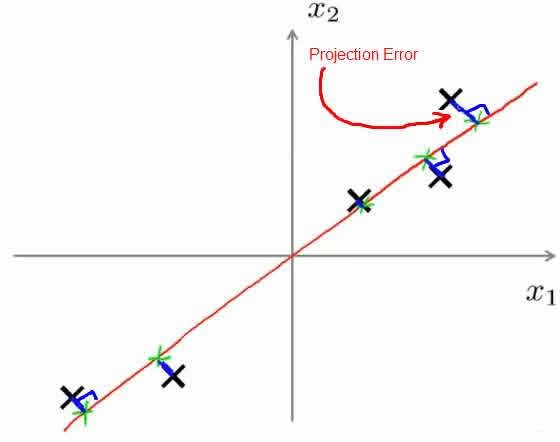 x₂
Projection Error
x₁